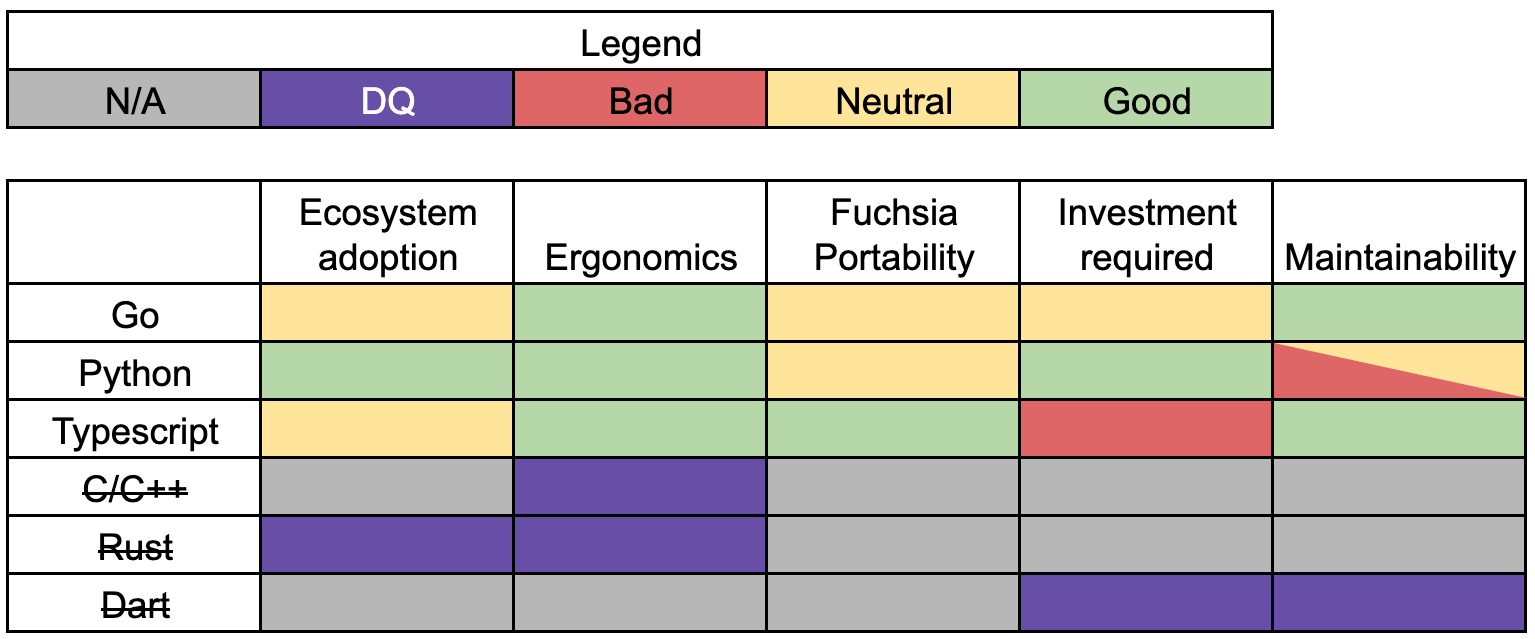 Legend
N/A DQ Bad Neutral Good
Ecosystem adoption Ergonomics Fuchsia Portability Investment required Maintainability
Go
Python
Typescript
C/C++
Rust
Dart